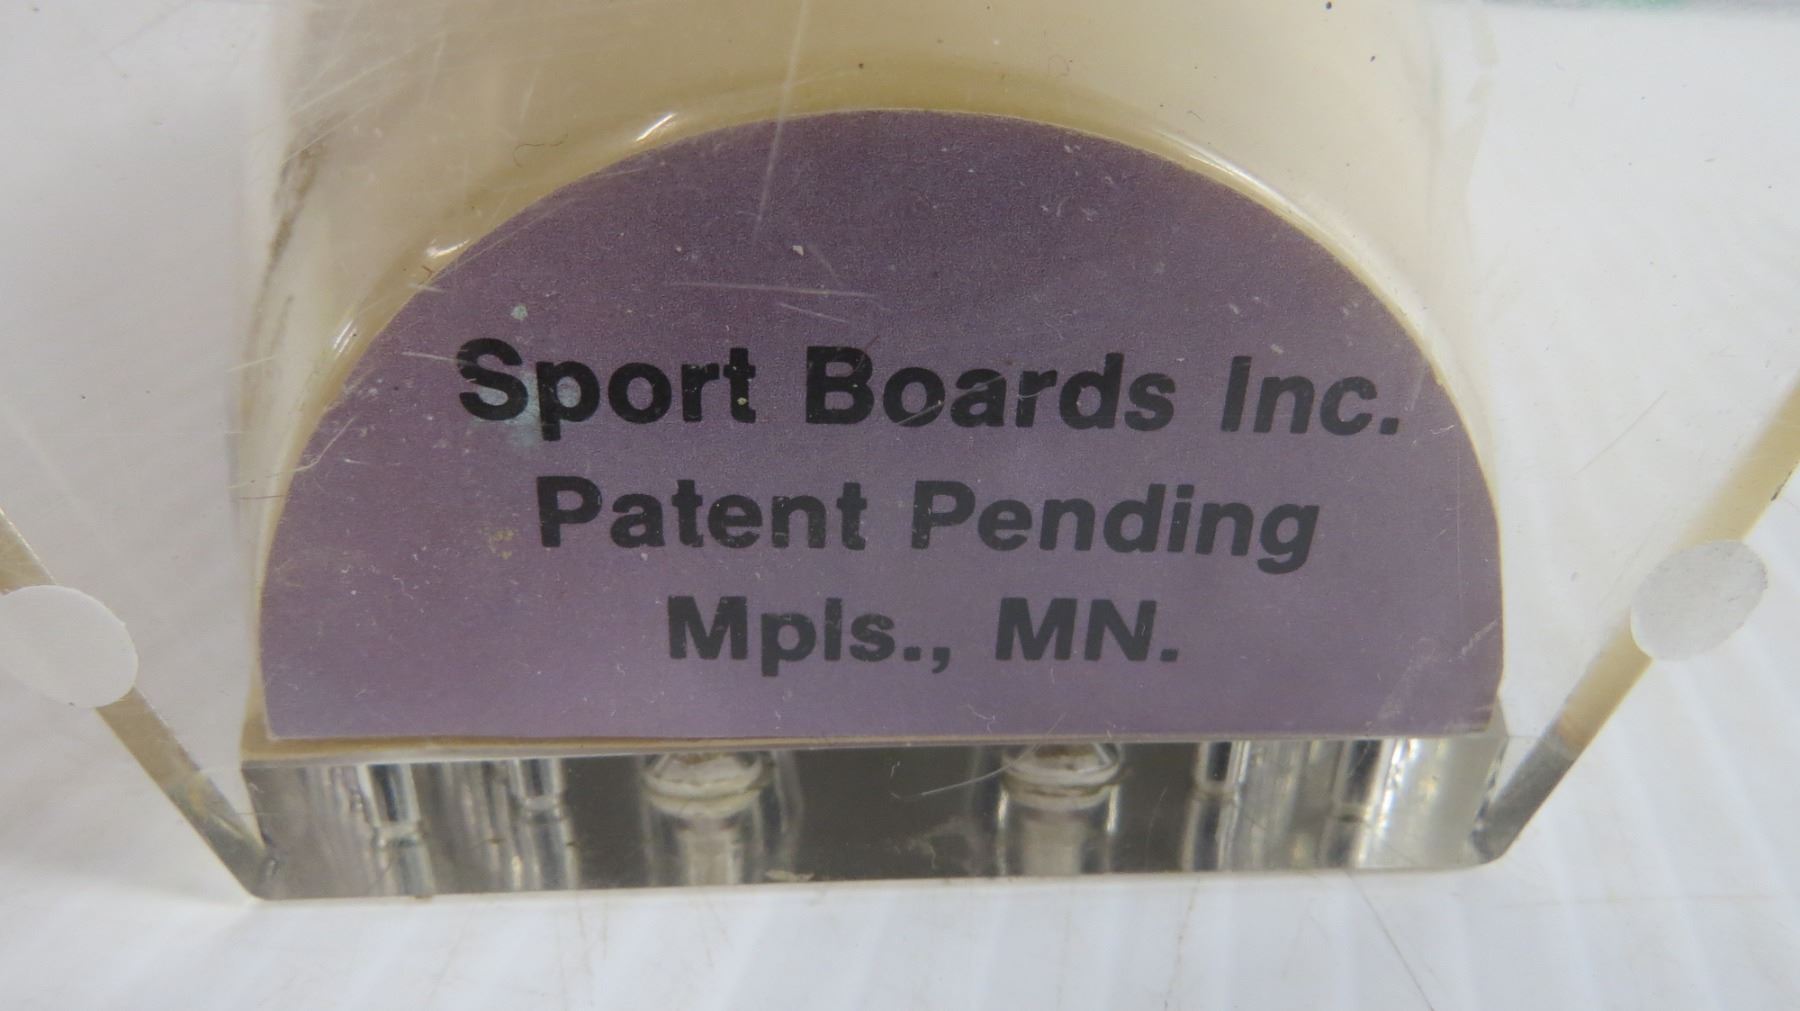 Sport Boards Inc.
Patent Pending
Mpls., MN.